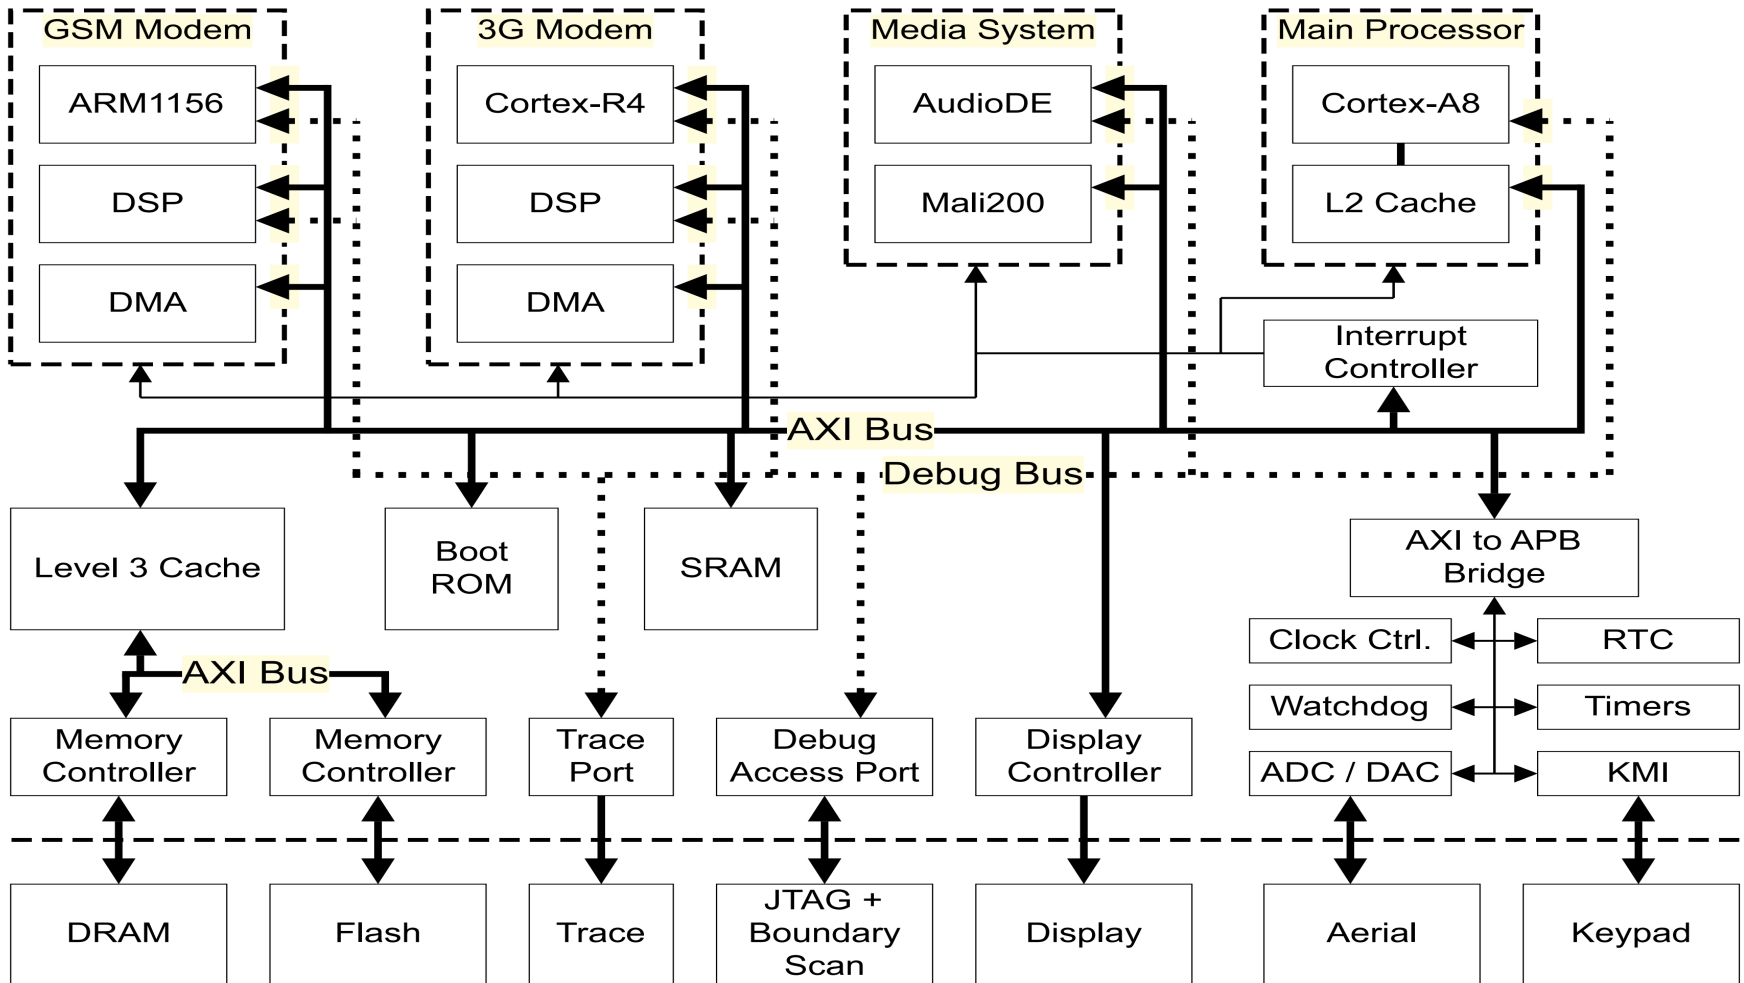 GSM Modem
3G Modem
Media System
Main Processor
ARM1156
Cortex-R4
AudioDE
Cortex-A8
DSP
DSP
Mali200
L2 Cache
DMA
DMA
Interrupt
Controller
AXI Bus
Debug Bus
Level 3 Cache
Boot
ROM
SRAM
AXI to APB
Bridge
Clock Ctrl.
RTC
AXI Bus
Watchdog
Timers
Memory
Controller
Memory
Controller
Trace
Port
Debug
Access Port
Display
Controller
ADC / DAC
KMI
DRAM
Flash
Trace
JTAG +
Boundary
Scan
Display
Aerial
Keypad